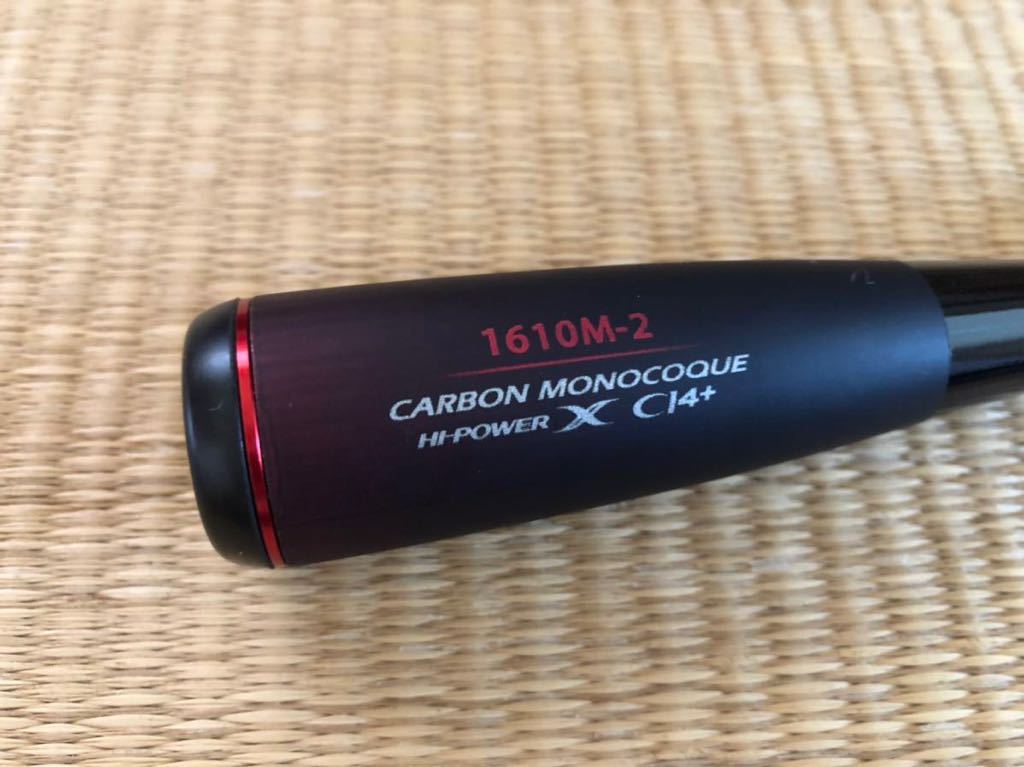 1610M-2
CARBON MONOCOQUE
HI-POWER X CI4+